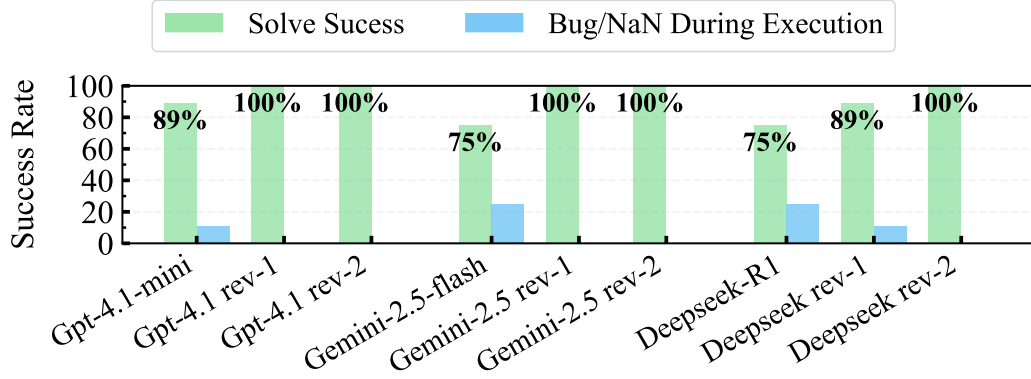 Solve Sucess
Bug/NaN During Execution
Success Rate
100
80
60
40
20
0
89%
100%
100%
75%
100%
100%
75%
89%
100%
Gpt-4.1-mini
Gpt-4.1 rev-1
Gpt-4.1 rev-2
Gemini-2.5-flash
Gemini-2.5 rev-1
Gemini-2.5 rev-2
Deepseek-R1
Deepseek rev-1
Deepseek rev-2